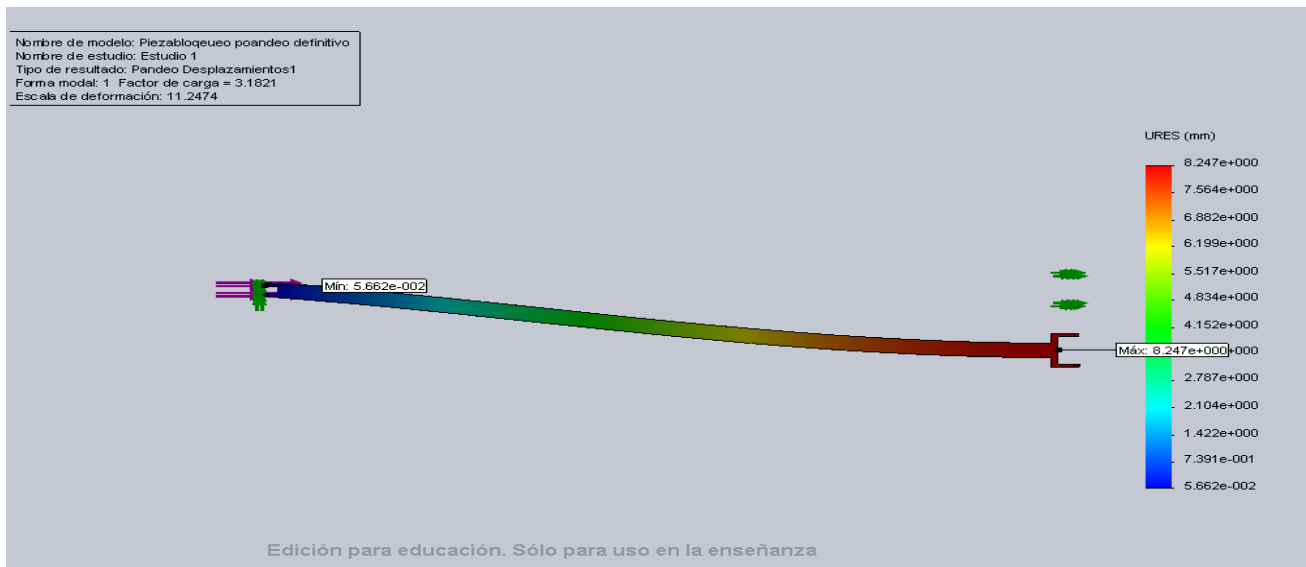 Nombre de modelo: Piezabloqeueo poandeo definitivo
Nombre de estudio: Estudio 1
Tipo de resultado: Pandeo Desplazamientos1
Forma modal: 1 Factor de carga = 3.1821
Escala de deformación: 11.2474
URES (mm)
8.247e+000
7.564e+000
6.882e+000
6.199e+000
5.517e+000
4.834e+000
4.152e+000
Mín: 5.662e-002
Máx: 8.247e+000
+000
2.787e+000
2.104e+000
1.422e+000
7.391e-001
5.662e-002
Edición para educación. Sólo para uso en la enseñanza